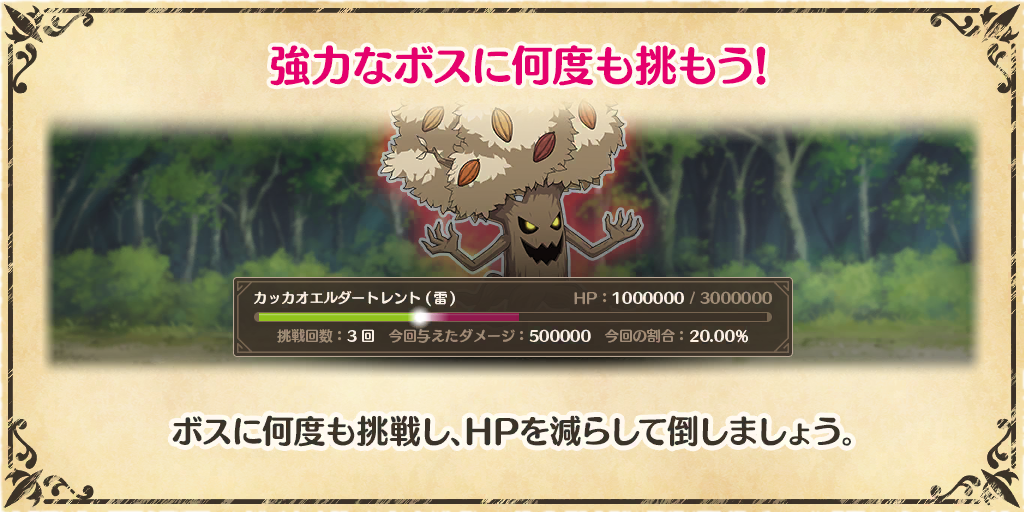 強力なボスに何度も挑もう!
カッカオエルダートレント(雷) HP:1000000 / 3000000
挑戦回数:3回 今回与えたダメージ:500000 今回の割合:20.00%
ボスに何度も挑戦し、HPを減らして倒しましょう。